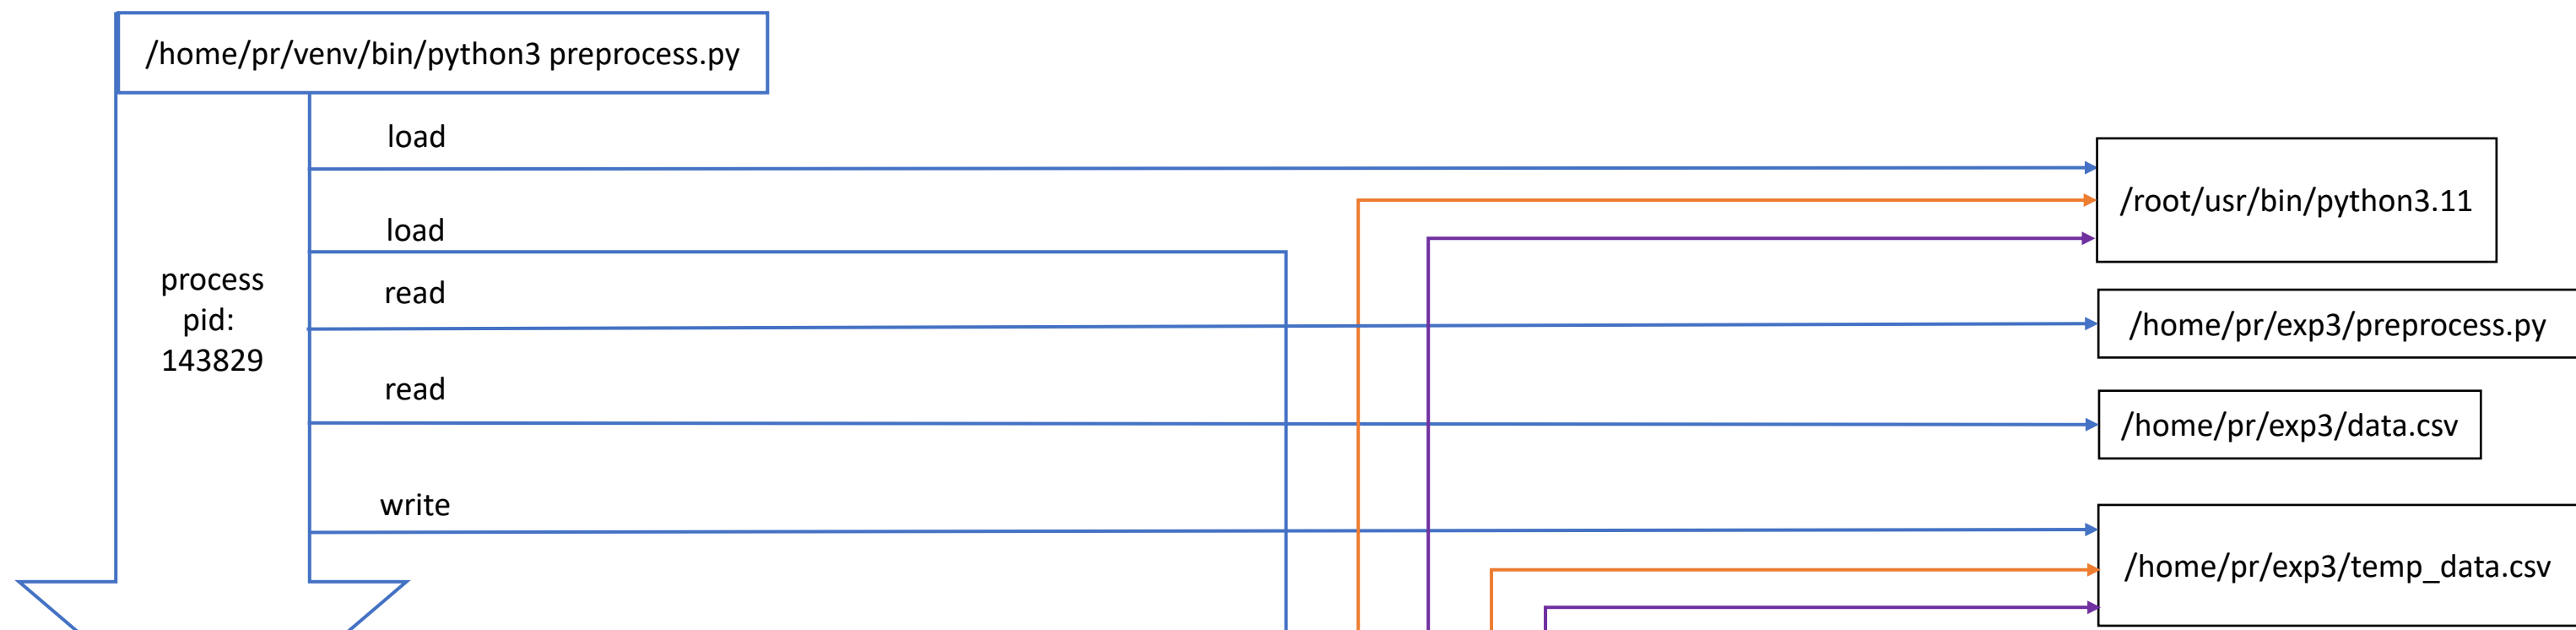 /home/pr/venv/bin/python3 preprocess.py
load
/root/usr/bin/python3.11
load
process
pid:
143829
read
/home/pr/exp3/preprocess.py
read
/home/pr/exp3/data.csv
write
/home/pr/exp3/temp_data.csv